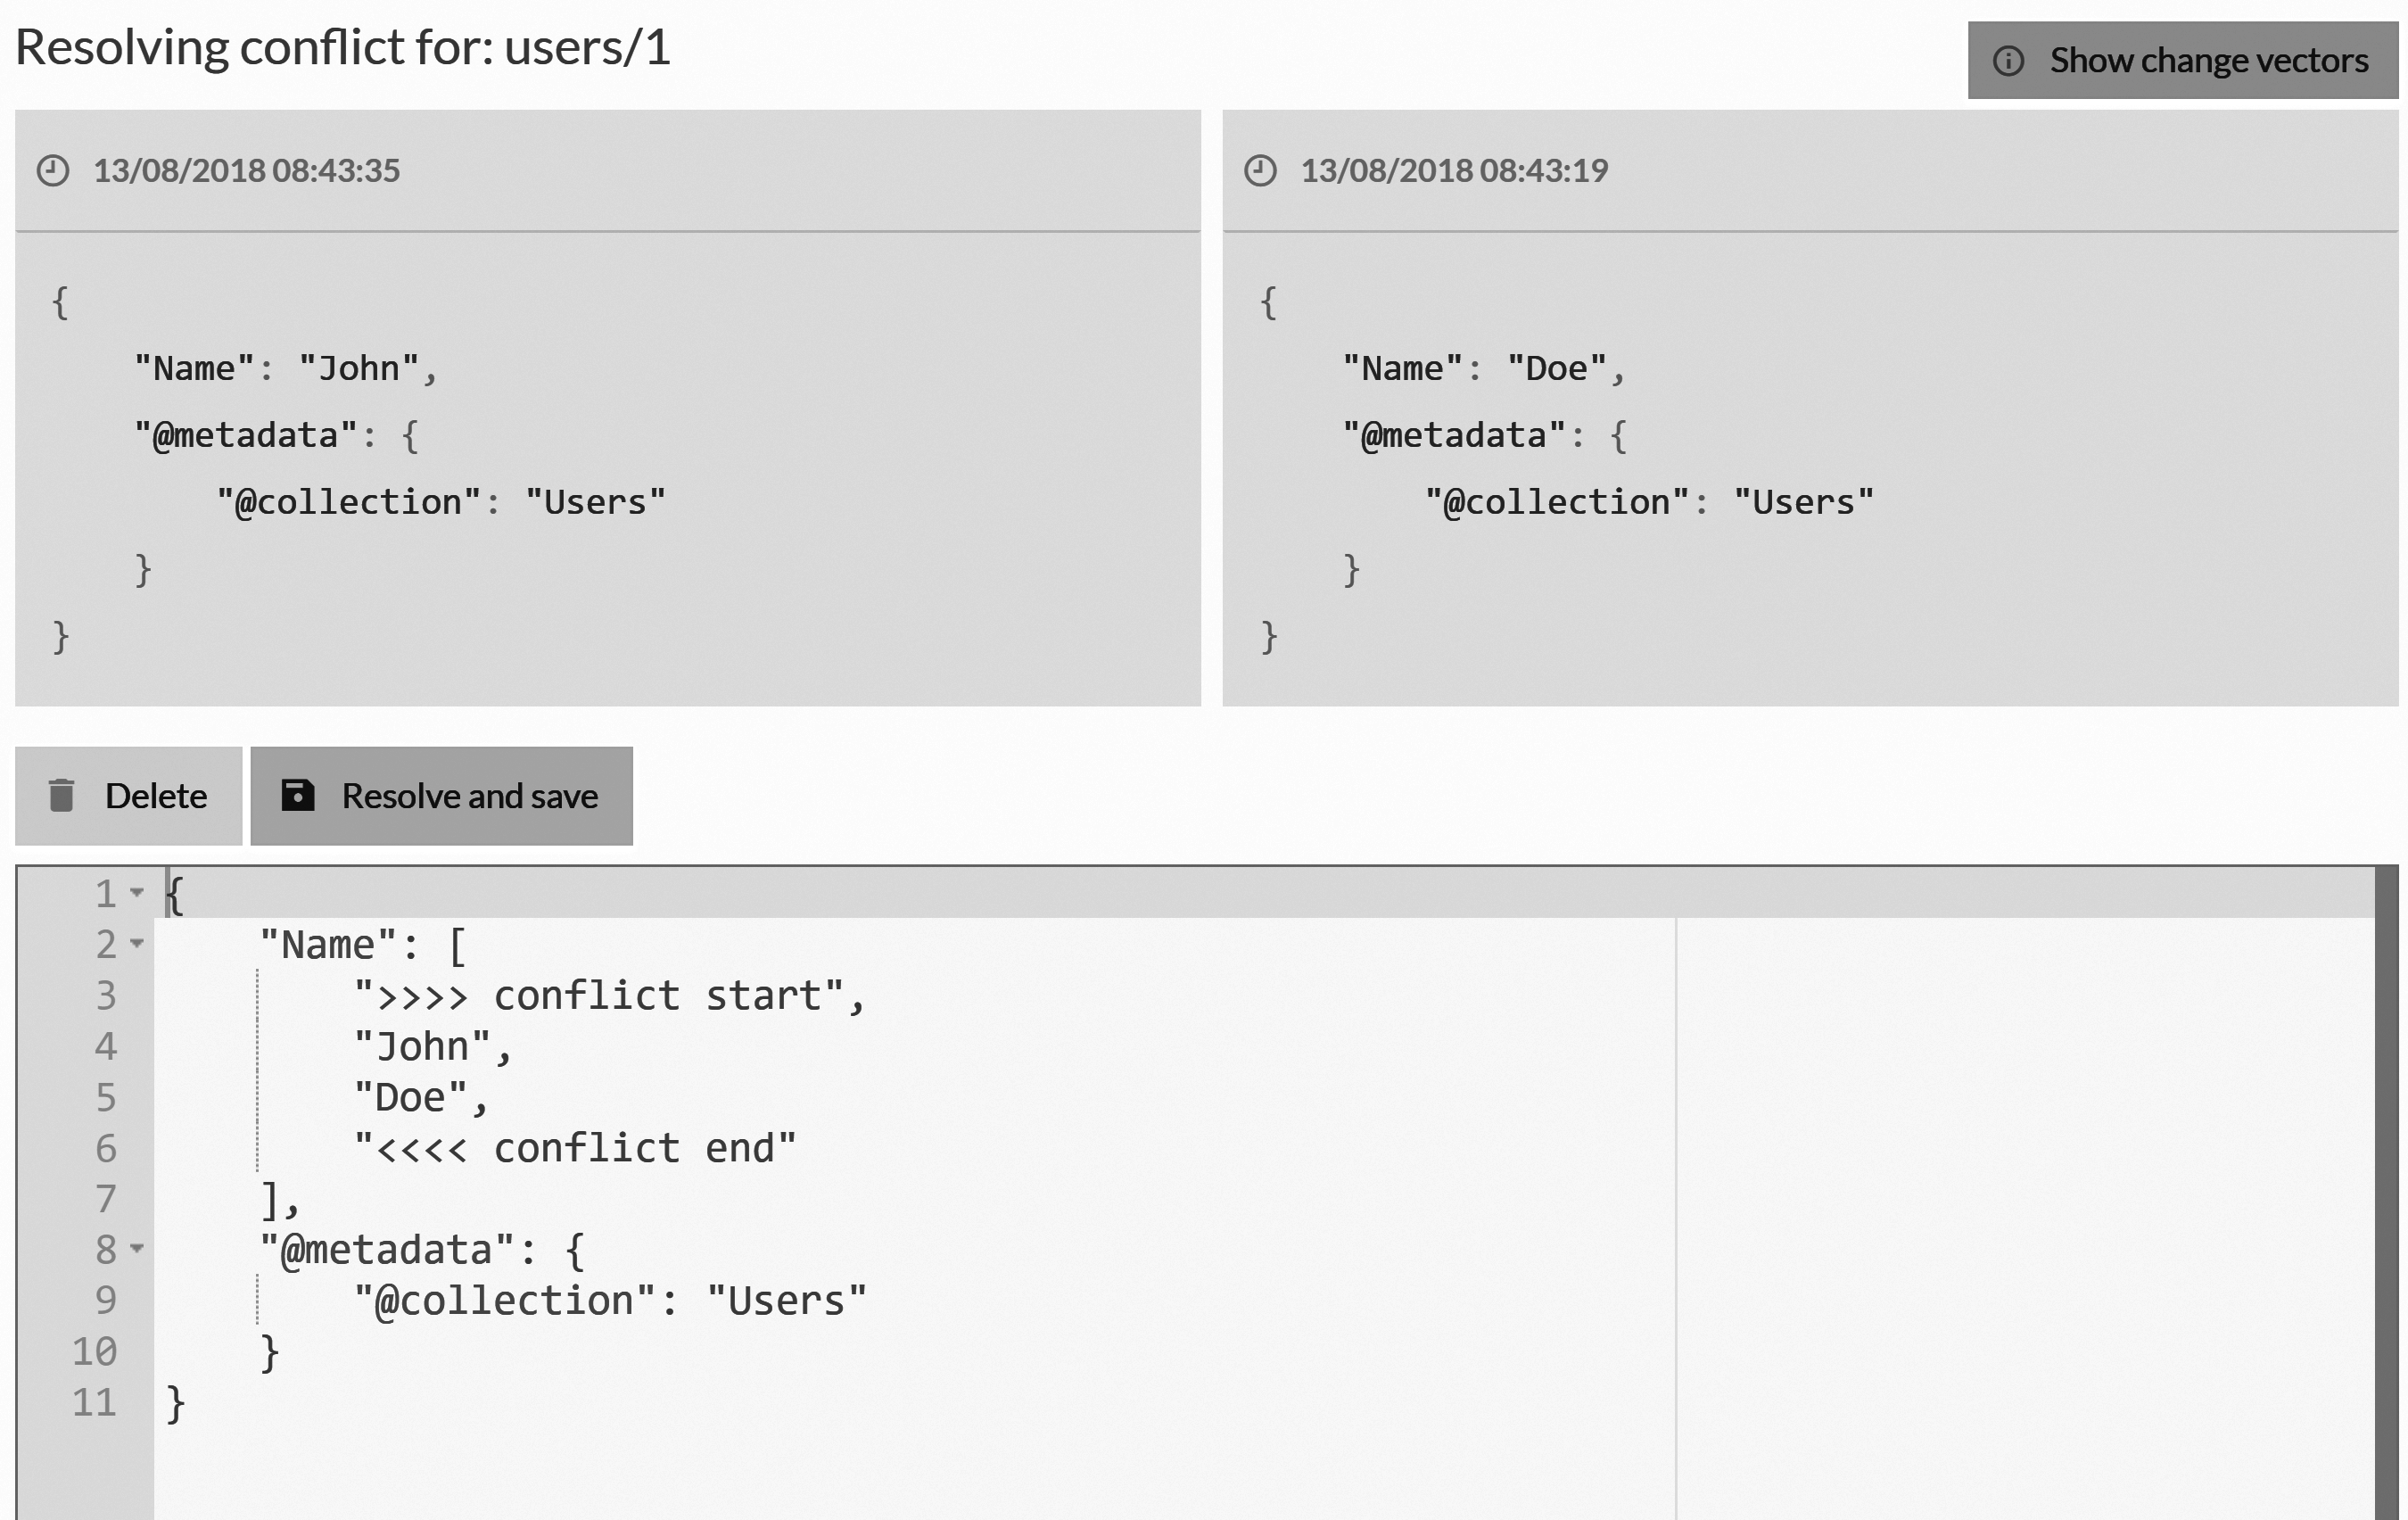 Resolving conflict for: users/1
Show change vectors
13/08/2018 08:43:35
{
    "Name": "John",
    "@metadata": {
        "@collection": "Users"
    }
}
13/08/2018 08:43:19
{
    "Name": "Doe",
    "@metadata": {
        "@collection": "Users"
    }
}
Delete
Resolve and save
1 {
2     "Name": [
3         ">>>> conflict start",
4         "John",
5         "Doe",
6         "<<<< conflict end"
7     ],
8     "@metadata": {
9         "@collection": "Users"
10     }
11 }